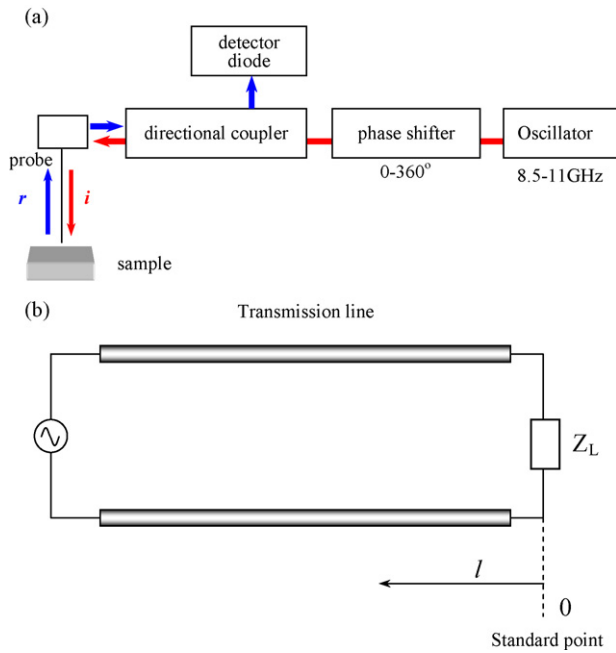 (a)
detector
diode
directional coupler
phase shifter
Oscillator
probe
0-360°
8.5-11GHz
r
i
sample
(b)
Transmission line
Z_L
l
0
Standard point